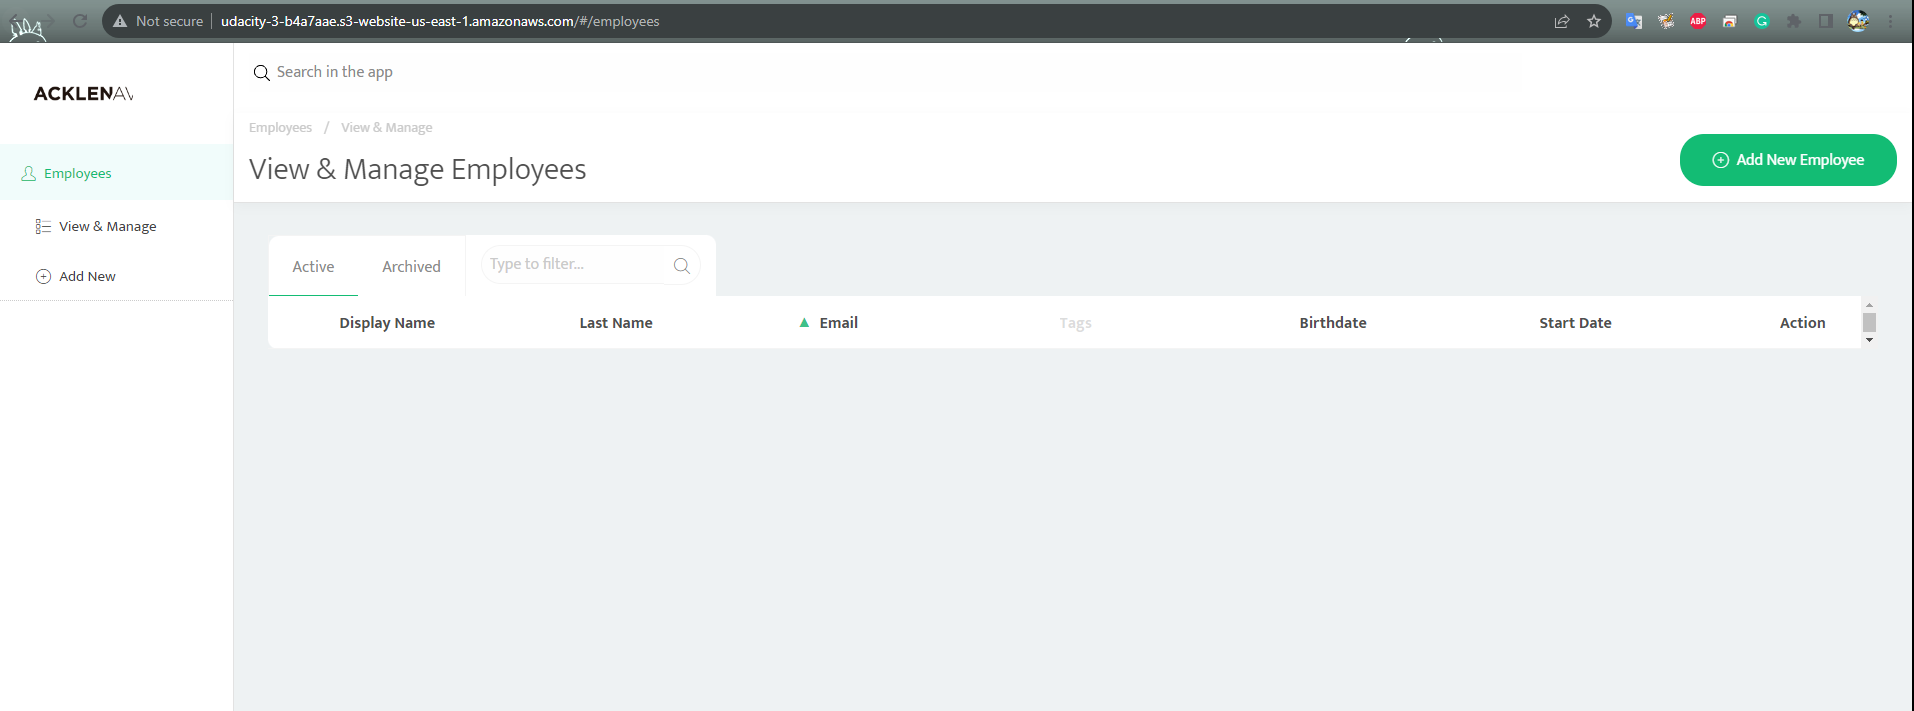 Not secure udacity-3-b4a7aae.s3-website-us-east-1.amazonaws.com/#/employees
ABP
ACKLENAV
Search in the app
Employees / View & Manage
View & Manage Employees
Add New Employee
Employees
View & Manage
Add New
Active Archived Type to filter...
Display Name Last Name ▲ Email Tags Birthdate Start Date Action